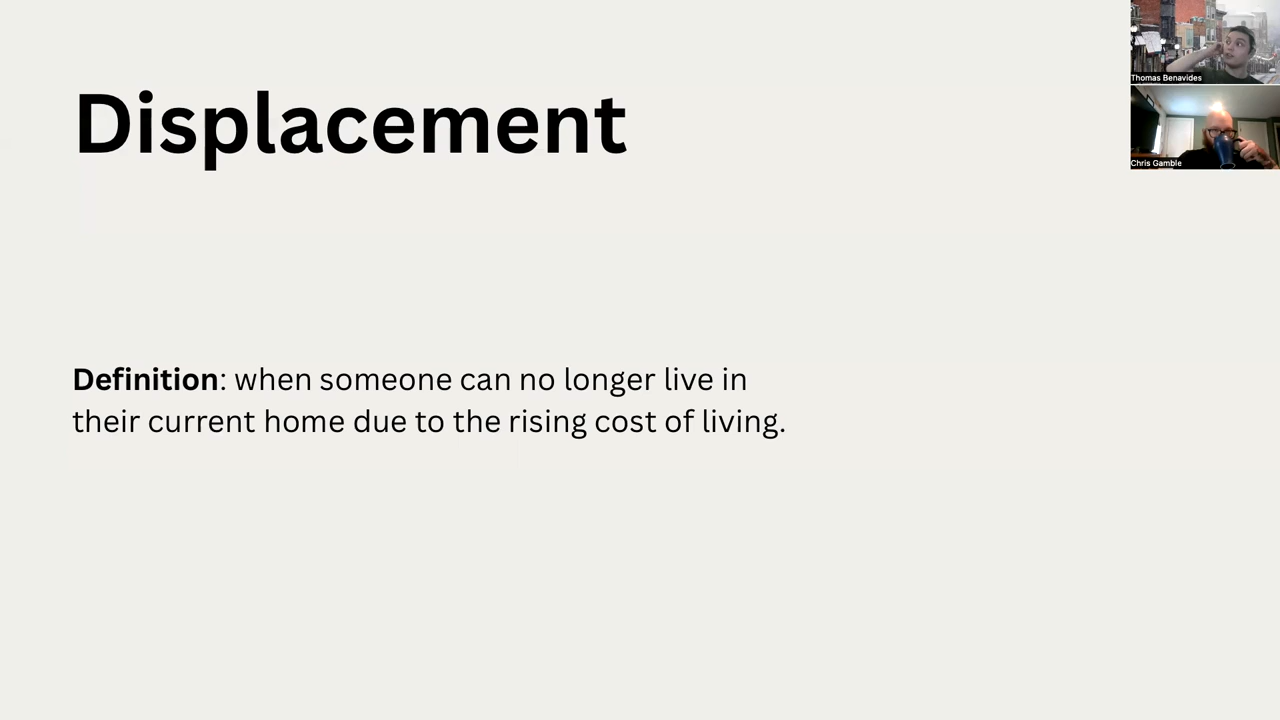 Displacement
Definition: when someone can no longer live in
their current home due to the rising cost of living.
Thomas Benavides
Chris Gamble